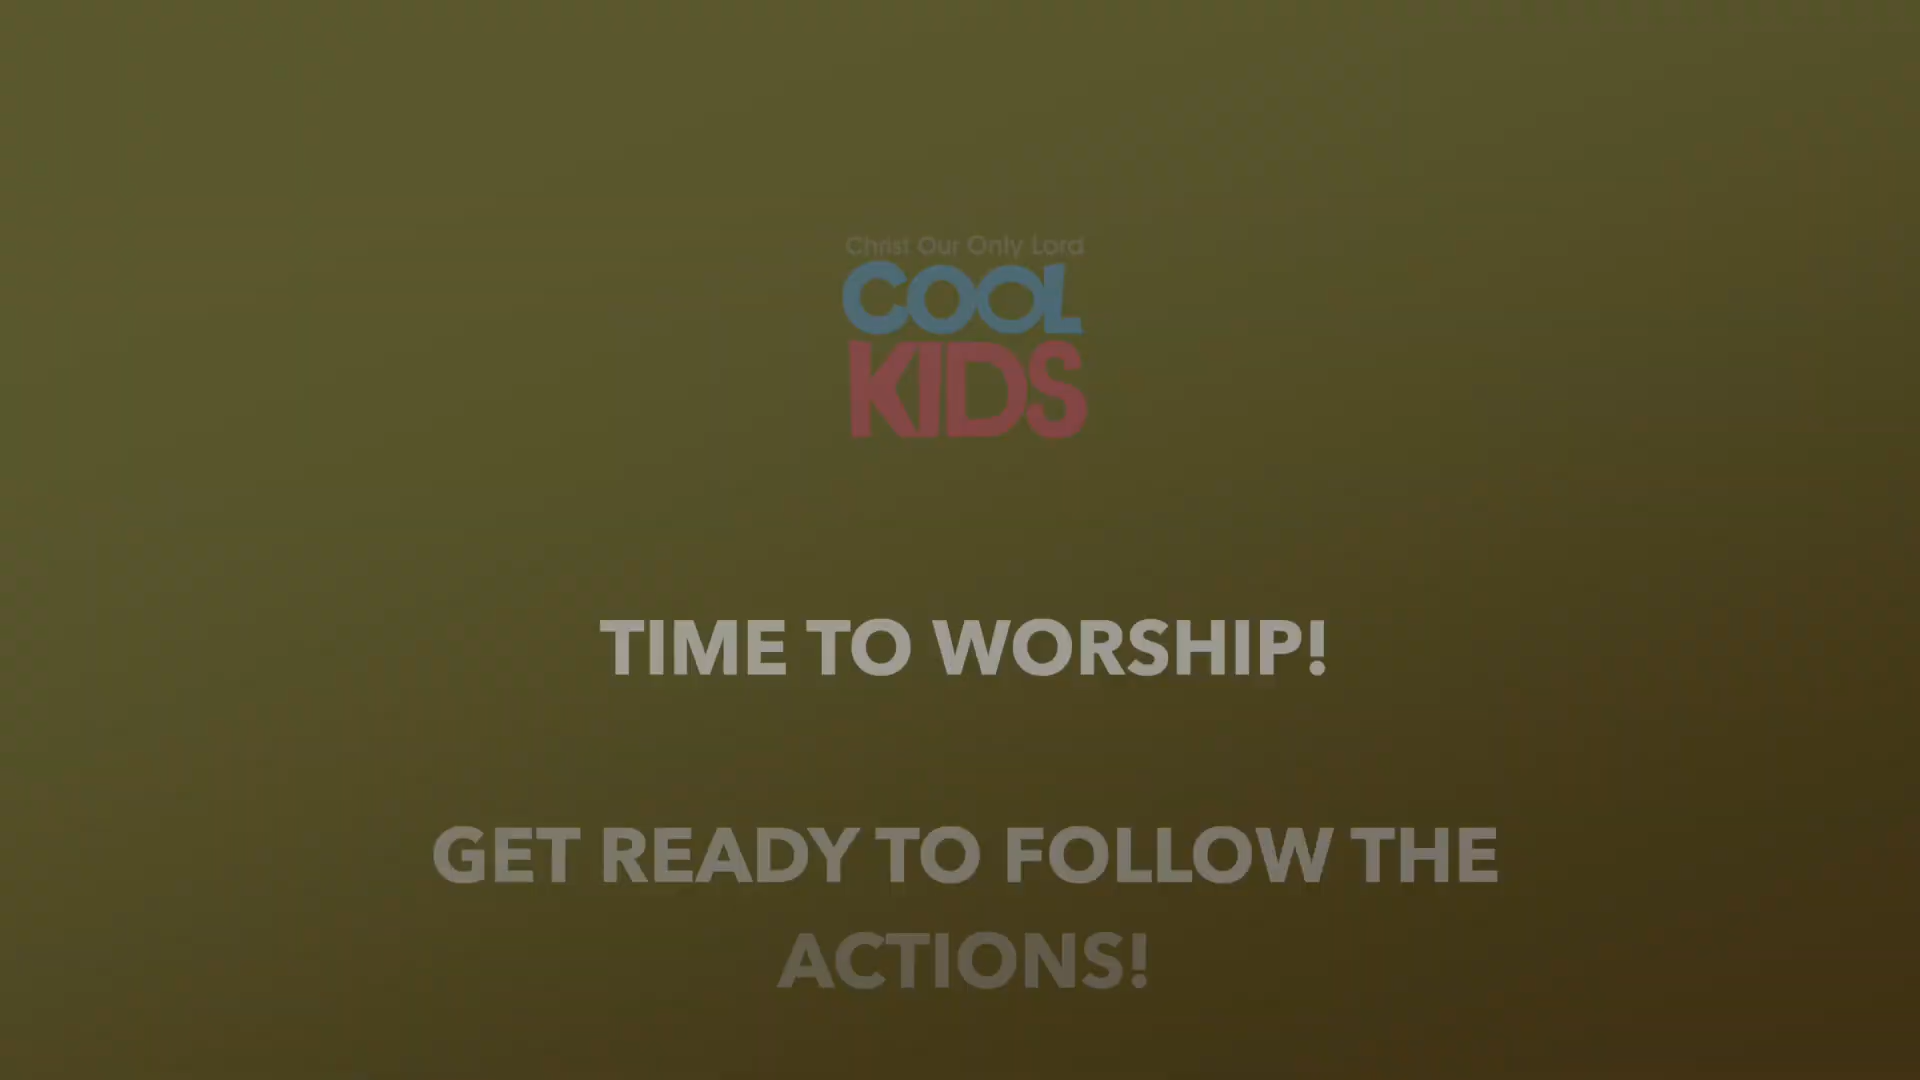 Christ Our Only Lord
COOL
KIDS
TIME TO WORSHIP!
GET READY TO FOLLOW THE
ACTIONS!